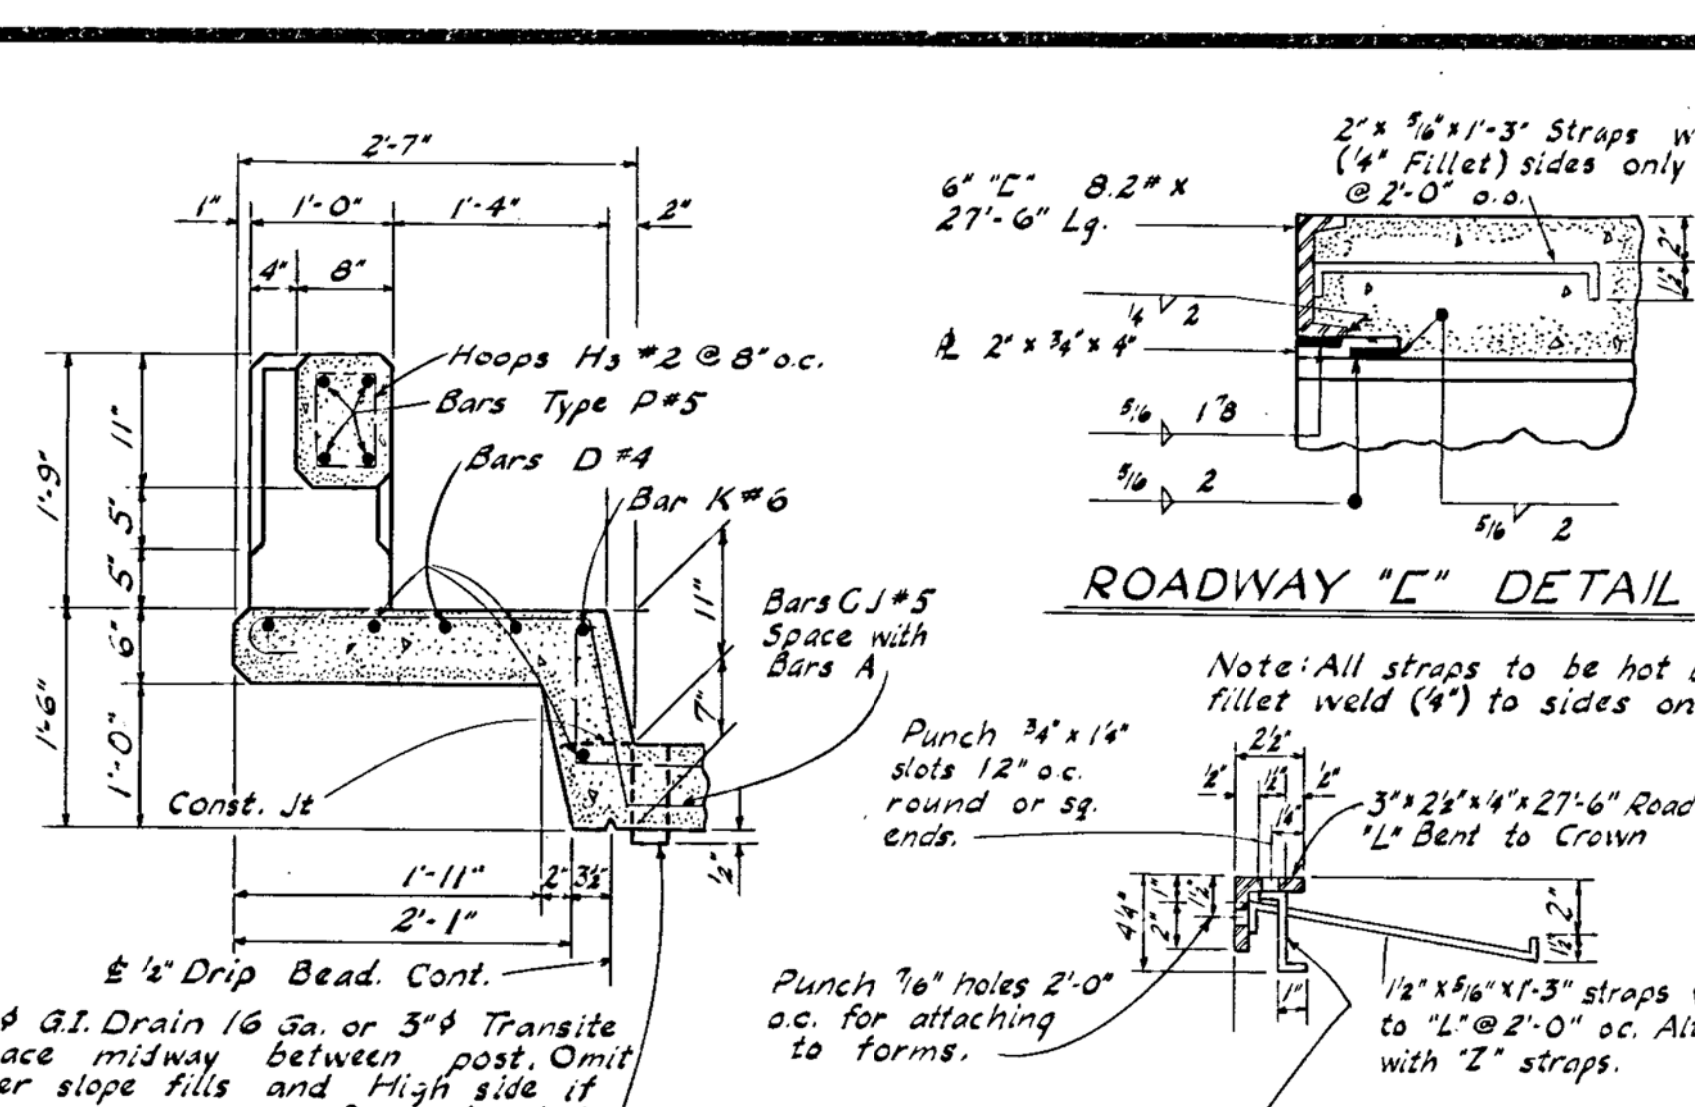 2'-7"
1" 1'-0" 1'-4" 2"
4" 8"
Hoops H3 #2 @ 8" o.c.
Bars Type P#5
Bars D #4
Bar K #6
1'-9"
11"
5"
5"
6"
1'-6"
1'-0"
11"
7"
Bars G J #5
Space with
Bars A
Const. Jt
1'-11" 2" 3½"
2'-1"
½"
℄ ½" Drip Bead. Cont.
φ G.I. Drain 16 Ga. or 3"φ Transite
midway between post. Omit
slope fills and High side if
6" "C" 8.2# x
27'-6" Lg.
2" x 5/16" x 1'-3" Straps
(¼" Fillet) sides only
@ 2'-0" o.c.
2"
1½"
¼ 2
℄ 2" x ¾" x 4"
5/16 1 7/8
5/16 2
5/16 2
ROADWAY "C" DETAIL
Note: All straps to be hot
fillet weld (¼") to sides
Punch ¾" x 1¼"
slots 12" o.c.
round or sq.
ends.
2½"
½" 1½" ½"
1¼"
3" x 2½" x ¼" x 27'-6" Road
"L" Bent to Crown
4¼" 1" 1½"
2"
2"
1½"
1"
Punch 7/16" holes 2'-0"
o.c. for attaching
to forms.
1½" x 5/16" x 1'-3" straps
to "L" @ 2'-0" oc.
with "Z" straps.